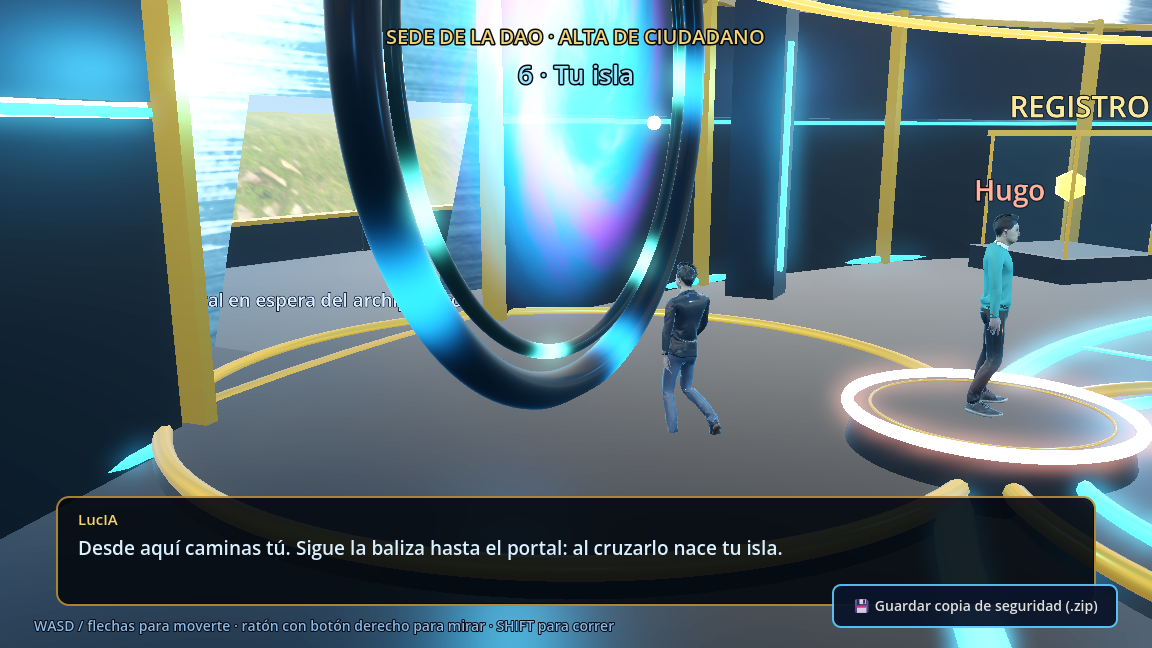 SEDE DE LA DAO · ALTA DE CIUDADANO
6 · Tu isla
REGISTRO
Hugo
en espera del
LucIA
Desde aquí caminas tú. Sigue la baliza hasta el portal: al cruzarlo nace tu isla.
Guardar copia de seguridad (.zip)
WASD / flechas para moverte · ratón con botón derecho para mirar · SHIFT para correr